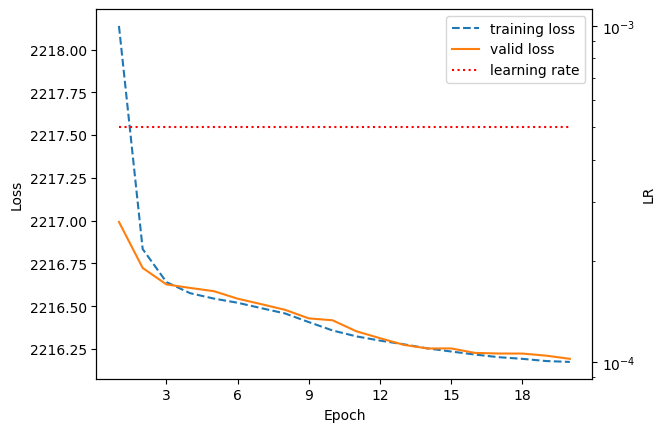 training loss
valid loss
learning rate
2218.00
2217.75
2217.50
2217.25
2217.00
2216.75
2216.50
2216.25
Loss
10⁻³
10⁻⁴
LR
3 6 9 12 15 18
Epoch